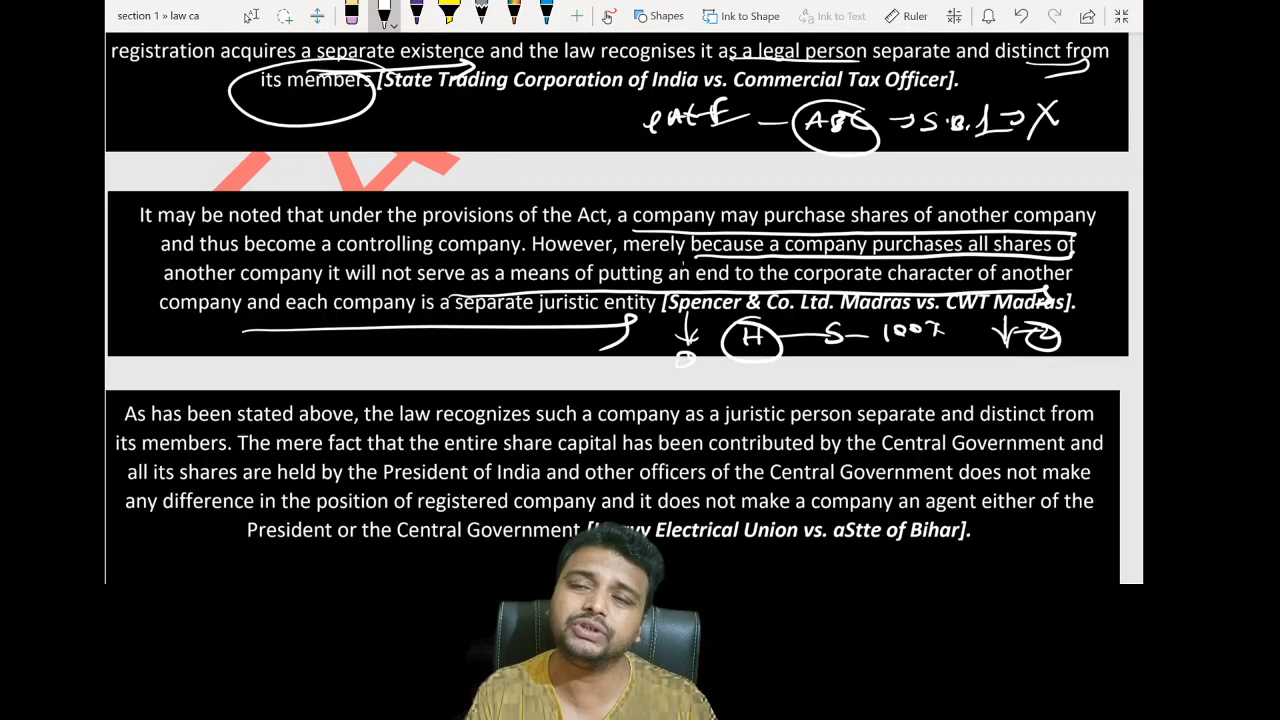 section 1 » law ca
Shapes
Ink to Shape
Ink to Text
Ruler
registration acquires a separate existence and the law recognises it as a legal person separate and distinct from
its members [State Trading Corporation of India vs. Commercial Tax Officer].
It may be noted that under the provisions of the Act, a company may purchase shares of another company
and thus become a controlling company. However, merely because a company purchases all shares of
another company it will not serve as a means of putting an end to the corporate character of another
company and each company is a separate juristic entity [Spencer & Co. Ltd. Madras vs. CWT Madras].
H S 100%
As has been stated above, the law recognizes such a company as a juristic person separate and distinct from
its members. The mere fact that the entire share capital has been contributed by the Central Government and
all its shares are held by the President of India and other officers of the Central Government does not make
any difference in the position of registered company and it does not make a company an agent either of the
President or the Central Government Electrical Union vs. aStte of Bihar].